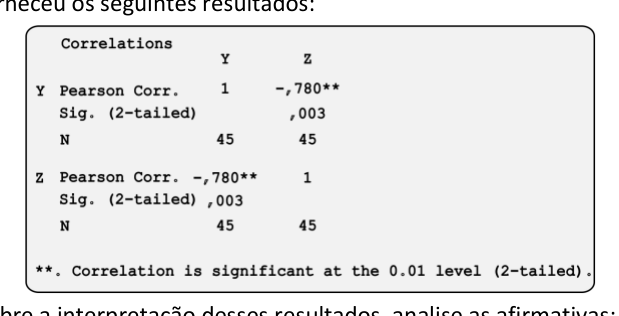 os seguintes resultados:
Correlations
Y Z
Y Pearson Corr. 1 -,780**
Sig. (2-tailed) ,003
N 45 45
Z Pearson Corr. -,780** 1
Sig. (2-tailed) ,003
N 45 45
**. Correlation is significant at the 0.01 level (2-tailed).
a interpretação desses resultados, analise as afirmativas: